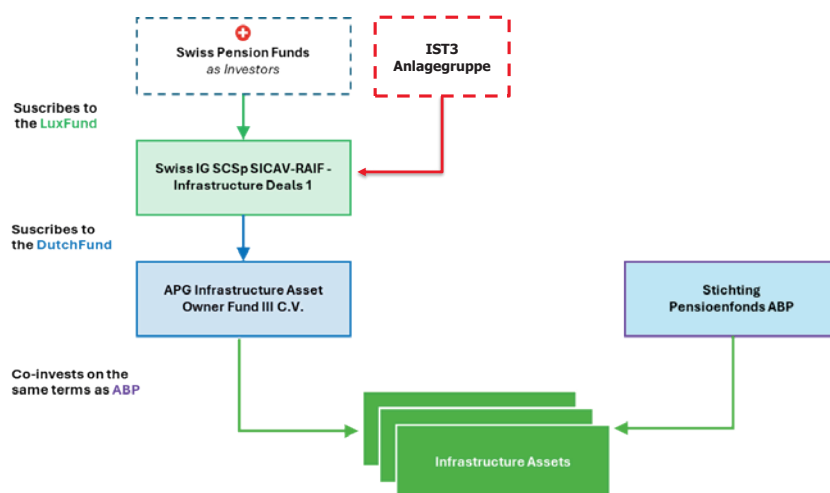 Swiss Pension Funds
as Investors
IST3
Anlagegruppe
Suscribes to
the LuxFund
Swiss IG SCSp SICAV-RAIF -
Infrastructure Deals 1
Suscribes to
the DutchFund
APG Infrastructure Asset
Owner Fund III C.V.
Stichting
Pensioenfonds ABP
Co-invests on the
same terms as ABP
Infrastructure Assets